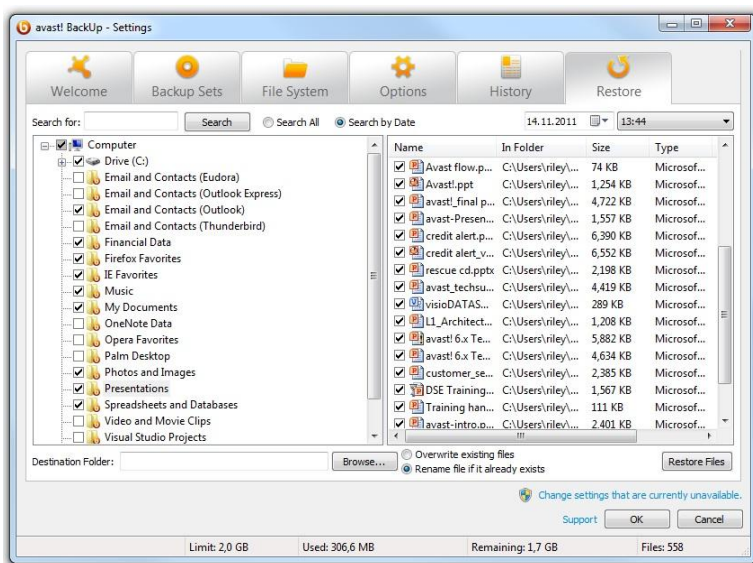 avast! BackUp - Settings
Welcome
Backup Sets
File System
Options
History
Restore
Search for:
Search
Search All
Search by Date
14.11.2011
13:44
Computer
Drive (C:)
Email and Contacts (Eudora)
Email and Contacts (Outlook Express)
Email and Contacts (Outlook)
Email and Contacts (Thunderbird)
Financial Data
Firefox Favorites
IE Favorites
Music
My Documents
OneNote Data
Opera Favorites
Palm Desktop
Photos and Images
Presentations
Spreadsheets and Databases
Video and Movie Clips
Visual Studio Projects
Name In Folder Size Type
Avast flow.p... C:\Users\riley\... 74 KB Microsof...
Avast!.ppt C:\Users\riley\... 1,254 KB Microsof...
avast!_final p... C:\Users\riley\... 4,722 KB Microsof...
avast-Presen... C:\Users\riley\... 1,557 KB Microsof...
credit alert.p... C:\Users\riley\... 6,390 KB Microsof...
credit alert_v... C:\Users\riley\... 6,552 KB Microsof...
rescue cd.pptx C:\Users\riley\... 2,198 KB Microsof...
avast_techsu... C:\Users\riley\... 4,419 KB Microsof...
visioDATAS... C:\Users\riley\... 289 KB Microsof...
L1_Architect... C:\Users\riley\... 1,208 KB Microsof...
avast! 6.x Te... C:\Users\riley\... 5,882 KB Microsof...
avast! 6.x Te... C:\Users\riley\... 4,634 KB Microsof...
customer_se... C:\Users\riley\... 2,385 KB Microsof...
DSE Training... C:\Users\riley\... 1,567 KB Microsof...
Training han... C:\Users\riley\... 111 KB Microsof...
avast-intro.p... C:\Users\riley\... 2,401 KB Microsof...
Destination Folder:
Browse...
Overwrite existing files
Rename file if it already exists
Restore Files
Change settings that are currently unavailable.
Support
OK
Cancel
Limit: 2,0 GB
Used: 306,6 MB
Remaining: 1,7 GB
Files: 558